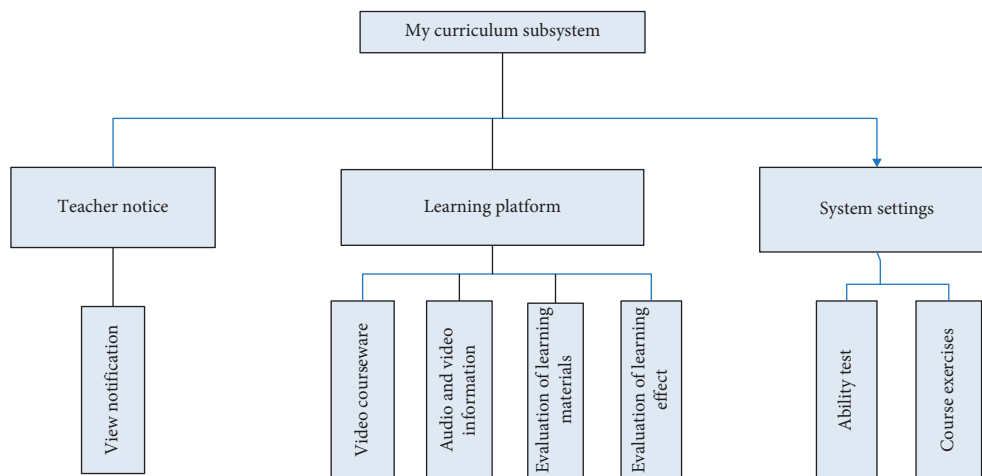 My curriculum subsystem
Teacher notice
Learning platform
System settings
View notification
Video courseware
Audio and video
information
Evaluation of learning
materials
Evaluation of learning
effect
Ability test
Course exercises